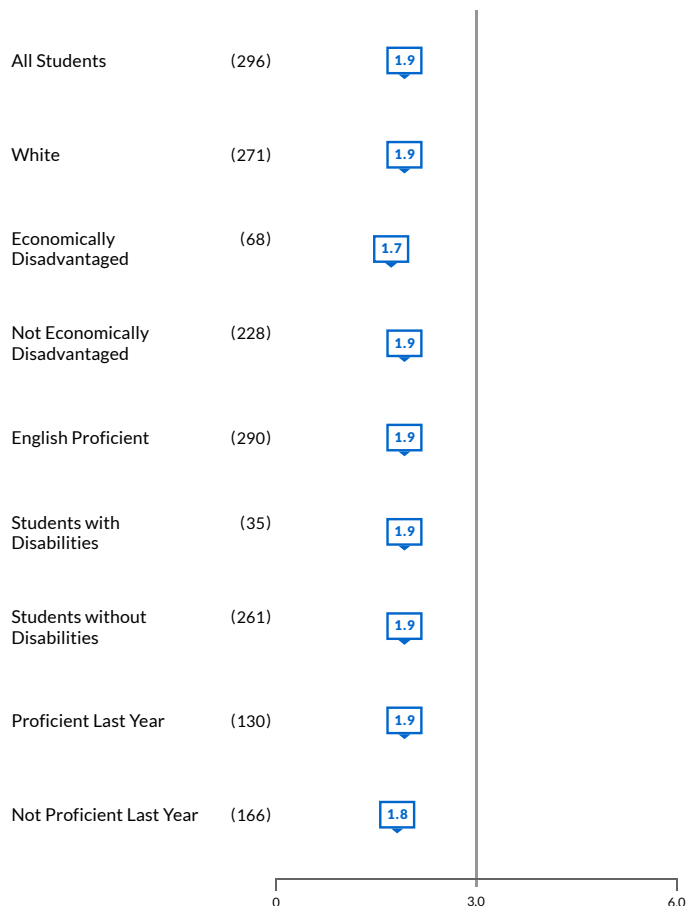 All Students (296) 1.9
White (271) 1.9
Economically
Disadvantaged (68) 1.7
Not Economically
Disadvantaged (228) 1.9
English Proficient (290) 1.9
Students with
Disabilities (35) 1.9
Students without
Disabilities (261) 1.9
Proficient Last Year (130) 1.9
Not Proficient Last Year (166) 1.8
0 3.0 6.0